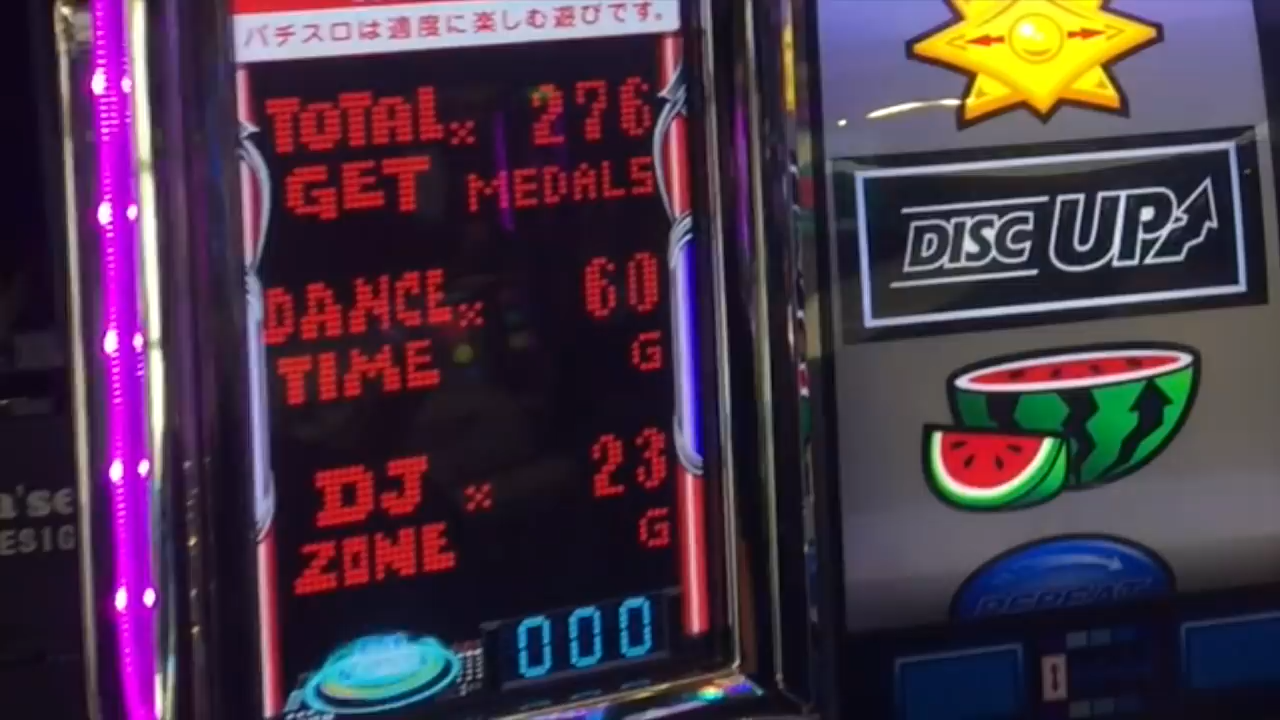 パチスロは適度に楽しむ遊びです。
TOTAL × 276
GET MEDALS
DANCE × 60
TIME G
DJ × 23
ZONE G
000
DISC UP
REPEAT